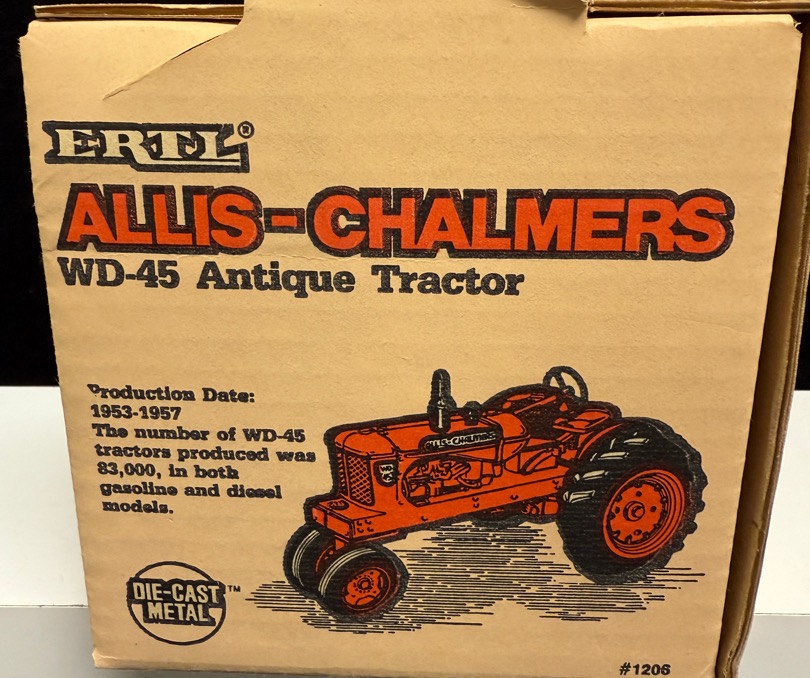 ERTL®
ALLIS-CHALMERS
WD-45 Antique Tractor
Production Date:
1953-1957
The number of WD-45
tractors produced was
83,000, in both
gasoline and diesel
models.
ALLIS-CHALMERS
DIE-CAST
METAL™
#1206